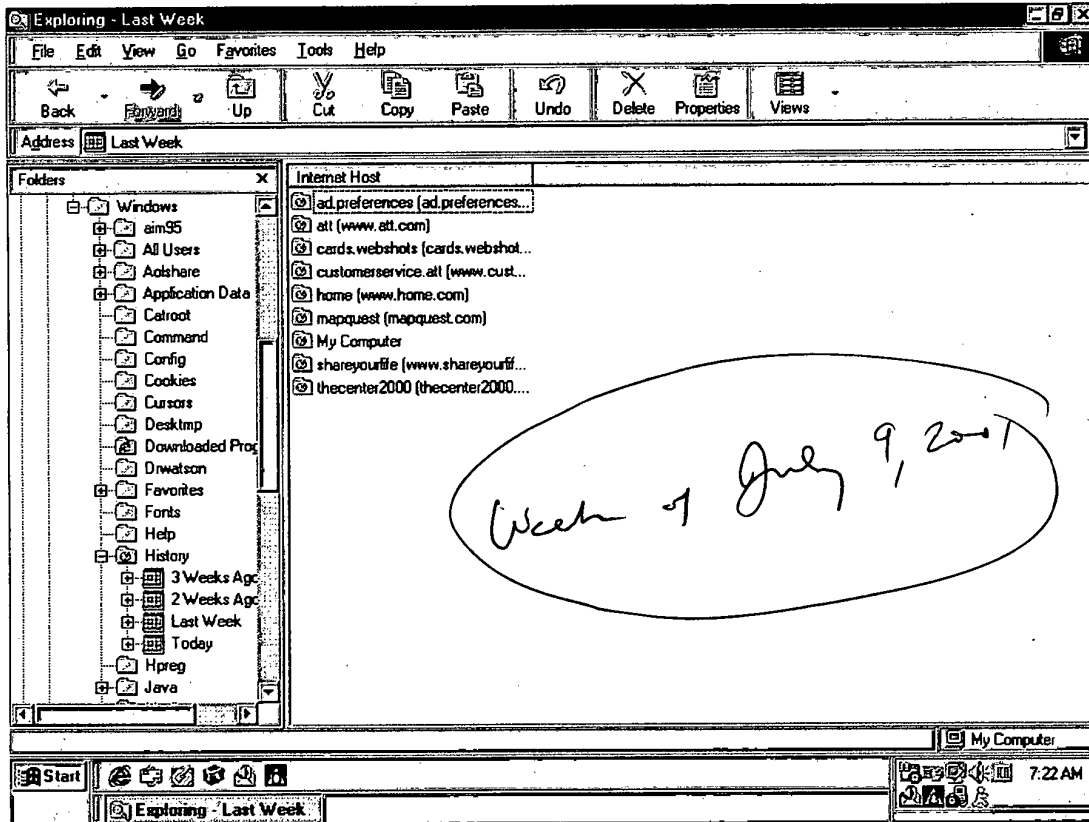 Exploring - Last Week
File Edit View Go Favorites Tools Help
Back Forward Up Cut Copy Paste Undo Delete Properties Views
Address Last Week
Folders x
Windows
aim95
All Users
Aolshare
Application Data
Catroot
Command
Config
Cookies
Cursors
Desktmp
Downloaded Prog
Drwatson
Favorites
Fonts
Help
History
3 Weeks Ago
2 Weeks Ago
Last Week
Today
Hpreg
Java
Internet Host
ad.preferences (ad.preferences...
att (www.att.com)
cards.webshots (cards.webshot...
customerservice.att (www.cust...
home (www.home.com)
mapquest (mapquest.com)
My Computer
shareyourlife (www.shareyourlif...
thecenter2000 (thecenter2000....
Week of July 9, 2001
My Computer
Start 7:22 AM
Exploring - Last Week